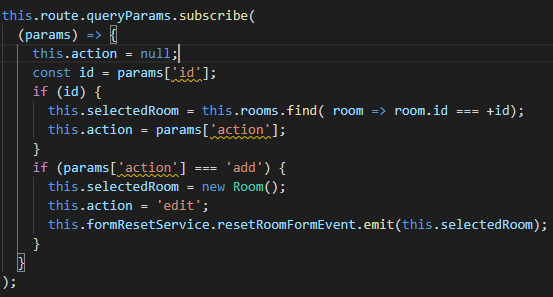 this.route.queryParams.subscribe(
  (params) => {
    this.action = null;
    const id = params['id'];
    if (id) {
      this.selectedRoom = this.rooms.find( room => room.id === +id);
      this.action = params['action'];
    }
    if (params['action'] === 'add') {
      this.selectedRoom = new Room();
      this.action = 'edit';
      this.formResetService.resetRoomFormEvent.emit(this.selectedRoom);
    }
  }
);